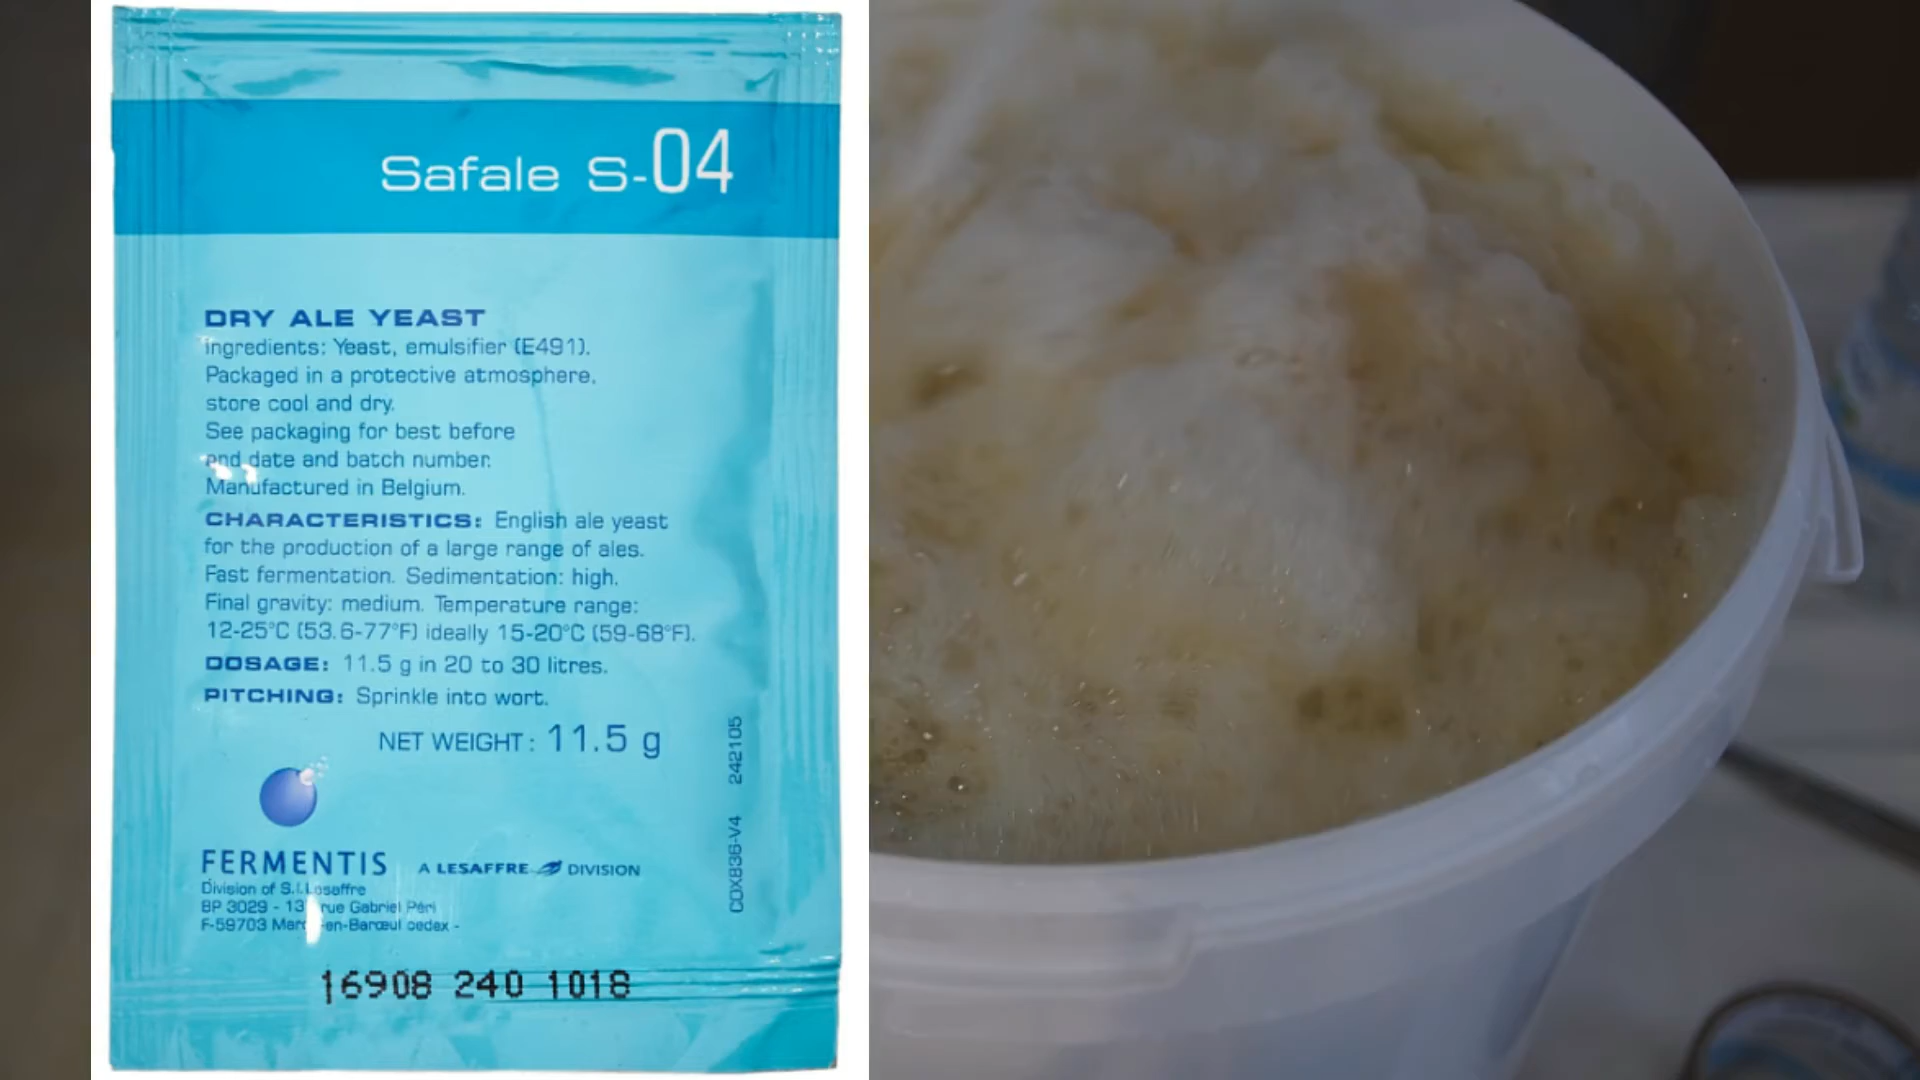 Safale S-04
DRY ALE YEAST
Ingredients: Yeast, emulsifier (E491).
Packaged in a protective atmosphere,
store cool and dry.
See packaging for best before
end date and batch number.
Manufactured in Belgium.
CHARACTERISTICS: English ale yeast
for the production of a large range of ales.
Fast fermentation. Sedimentation: high.
Final gravity: medium. Temperature range:
12-25°C (53.6-77°F) ideally 15-20°C (59-68°F).
DOSAGE: 11.5 g in 20 to 30 litres.
PITCHING: Sprinkle into wort.
NET WEIGHT: 11.5 g
COX836-V4 242105
FERMENTIS A LESAFFRE DIVISION
Division of S.I. Lesaffre
BP 3029 - 13 rue Gabriel Péri
F-59703 -en-Barœul cedex -
16908 240 1018